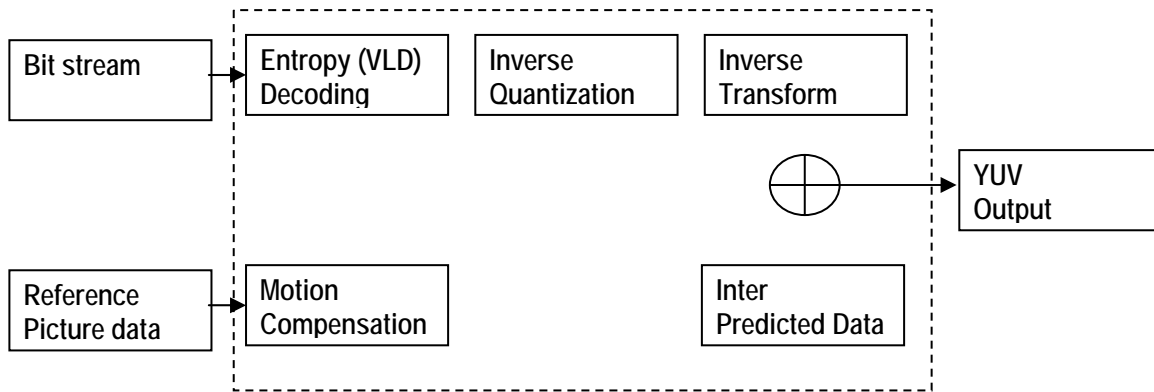 Bit stream
Entropy (VLD)
Decoding
Inverse
Quantization
Inverse
Transform
YUV
Output
Reference
Picture data
Motion
Compensation
Inter
Predicted Data